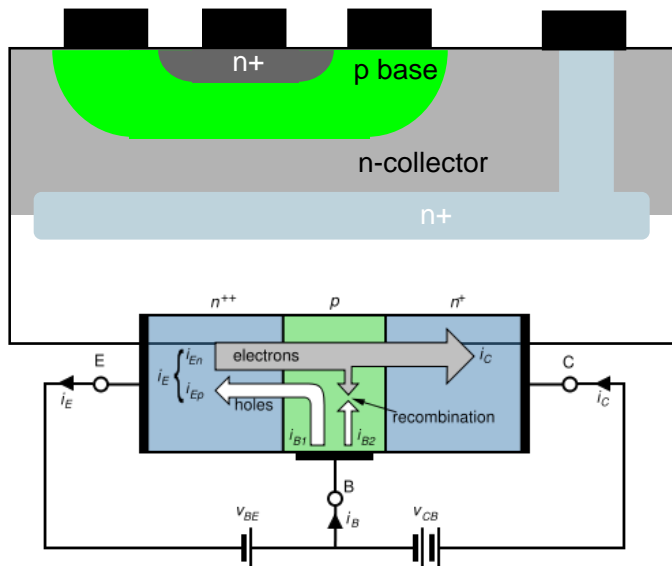 n+
p base
n-collector
n+
n++
p
n+
iEn
electrons
iC
E
iE
C
iEp
holes
recombination
iE
iC
iB1
iB2
B
vBE
iB
vCB